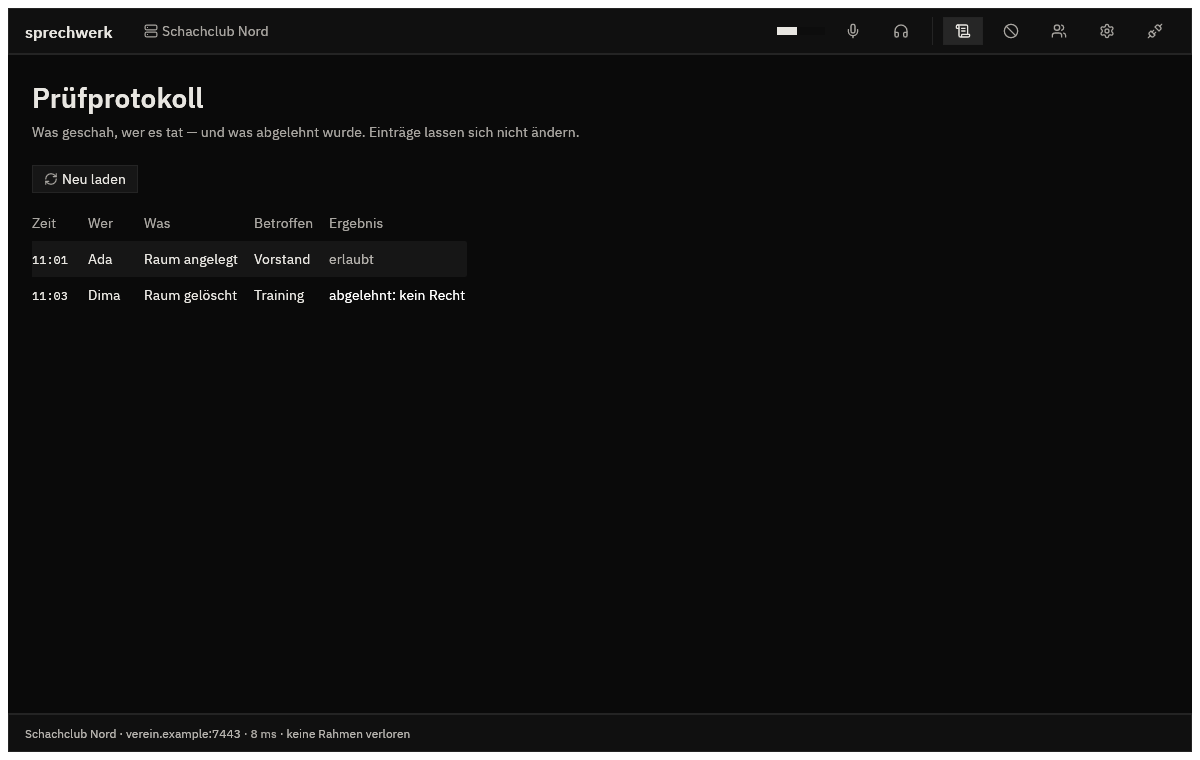 sprechwerk Schachclub Nord
Prüfprotokoll
Was geschah, wer es tat — und was abgelehnt wurde. Einträge lassen sich nicht ändern.
Neu laden
Zeit Wer Was Betroffen Ergebnis
11:01 Ada Raum angelegt Vorstand erlaubt
11:03 Dima Raum gelöscht Training abgelehnt: kein Recht
Schachclub Nord · verein.example:7443 · 8 ms · keine Rahmen verloren